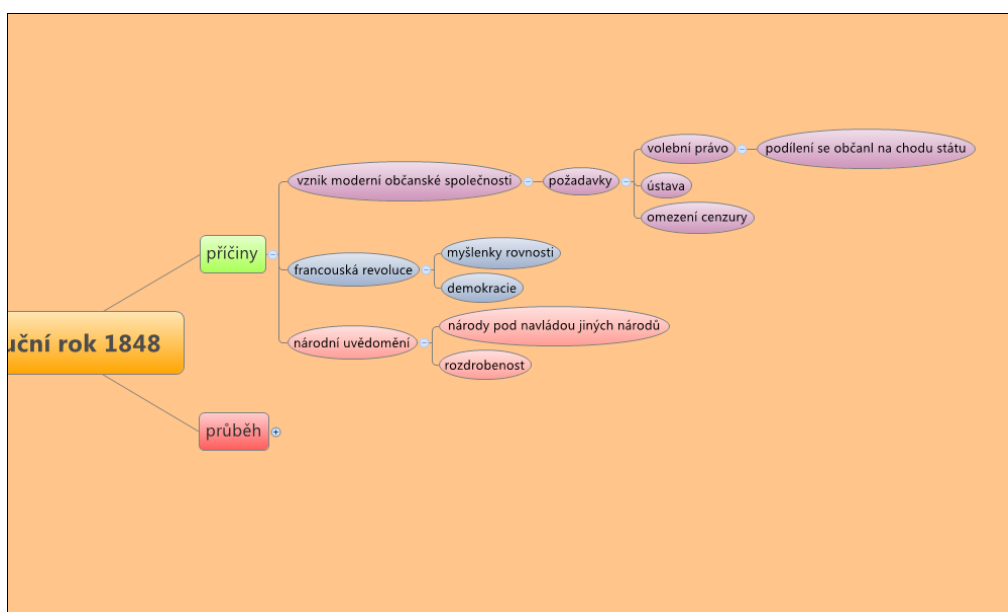 volební právo
podílení se občanl na chodu státu
vznik moderní občanské společnosti
požadavky
ústava
omezení cenzury
příčiny
myšlenky rovnosti
francouská revoluce
demokracie
národy pod navládou jiných národů
uční rok 1848
národní uvědomění
rozdrobenost
průběh